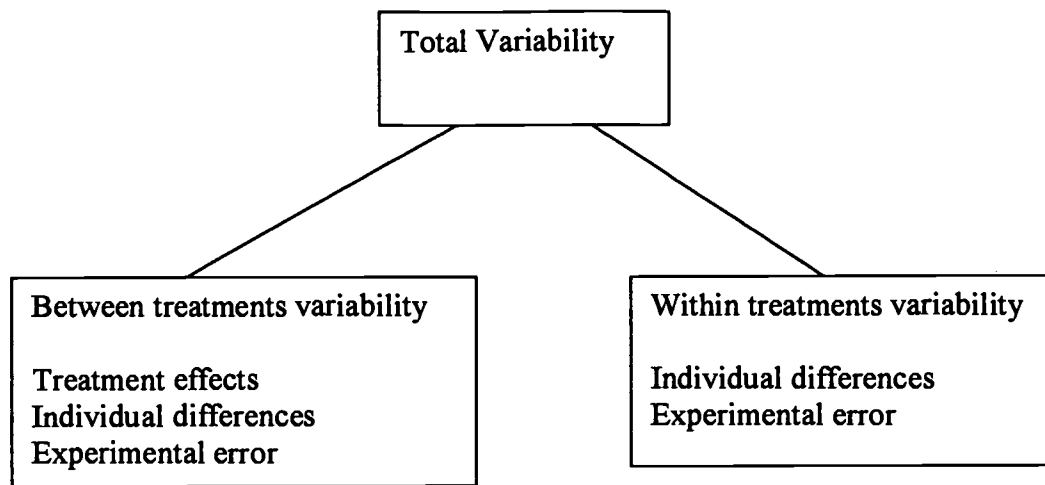 Total Variability
Between treatments variability
Treatment effects
Individual differences
Experimental error
Within treatments variability
Individual differences
Experimental error